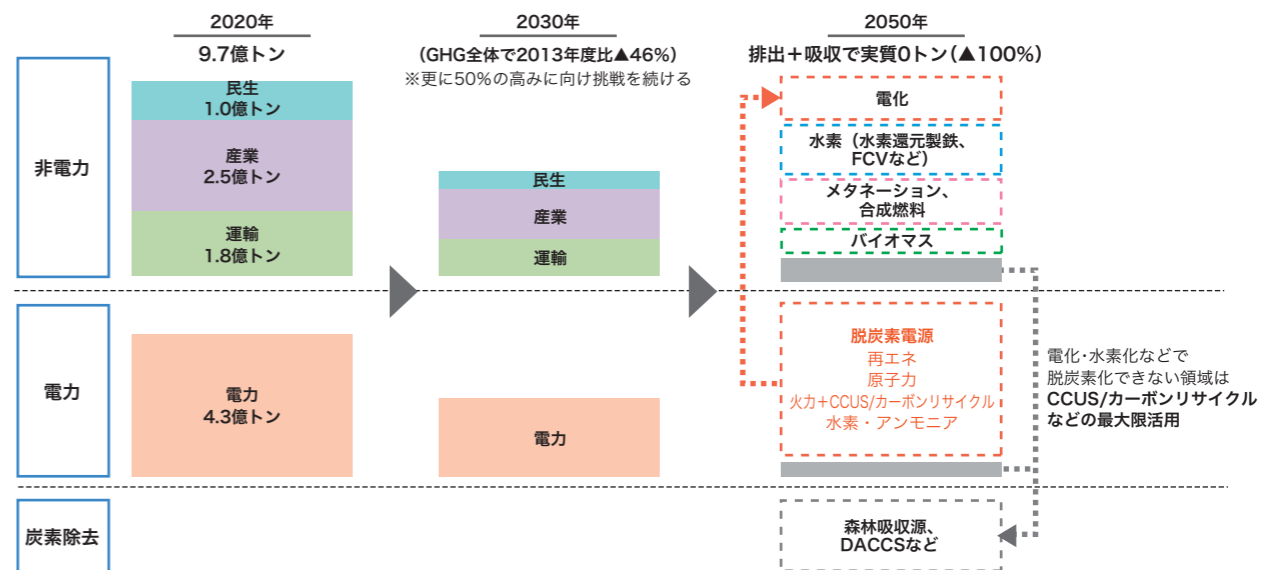 2020年
9.7億トン
2030年
(GHG全体で2013年度比▲46%)
※更に50%の高みに向け挑戦を続ける
2050年
排出＋吸収で実質0トン(▲100%)
非電力
民生
1.0億トン
産業
2.5億トン
運輸
1.8億トン
民生
産業
運輸
電化
水素（水素還元製鉄、
FCVなど）
メタネーション、
合成燃料
バイオマス
電力
電力
4.3億トン
電力
脱炭素電源
再エネ
原子力
火力＋CCUS/カーボンリサイクル
水素・アンモニア
電化・水素化などで
脱炭素化できない領域は
CCUS/カーボンリサイクル
などの最大限活用
炭素除去
森林吸収源、
DACCSなど